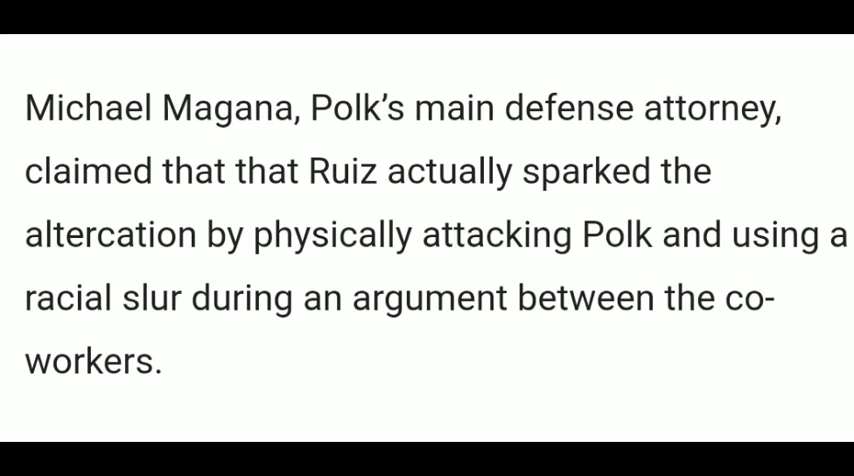 Michael Magana, Polk’s main defense attorney,
claimed that that Ruiz actually sparked the
altercation by physically attacking Polk and using a
racial slur during an argument between the co-
workers.